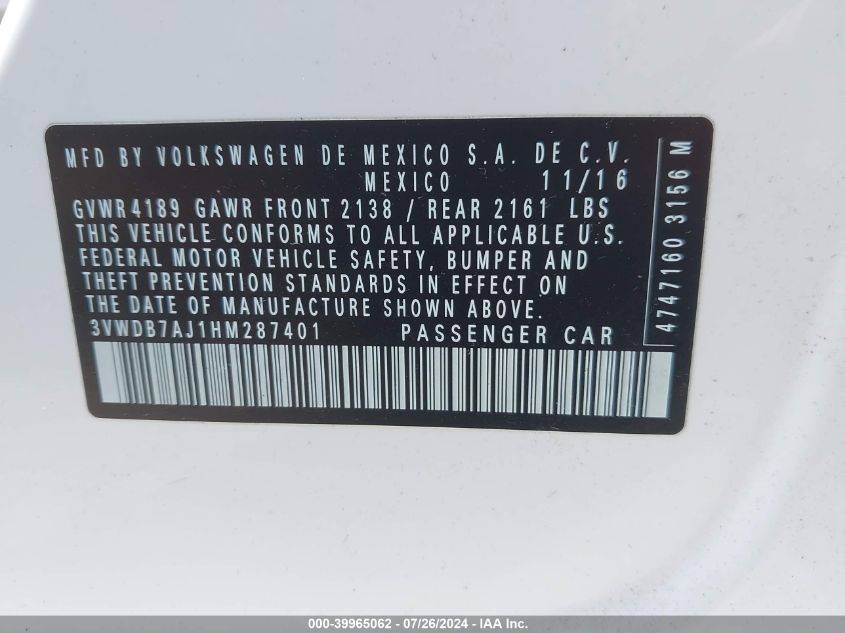 MFD BY VOLKSWAGEN DE MEXICO S.A. DE C.V.
MEXICO 11/16
GVWR4189 GAWR FRONT 2138 / REAR 2161 LBS
THIS VEHICLE CONFORMS TO ALL APPLICABLE U.S.
FEDERAL MOTOR VEHICLE SAFETY, BUMPER AND
THEFT PREVENTION STANDARDS IN EFFECT ON
THE DATE OF MANUFACTURE SHOWN ABOVE.
3VWDB7AJ1HM287401 PASSENGER CAR
4747160 3156 M
000-39965062 - 07/26/2024 - IAA Inc.